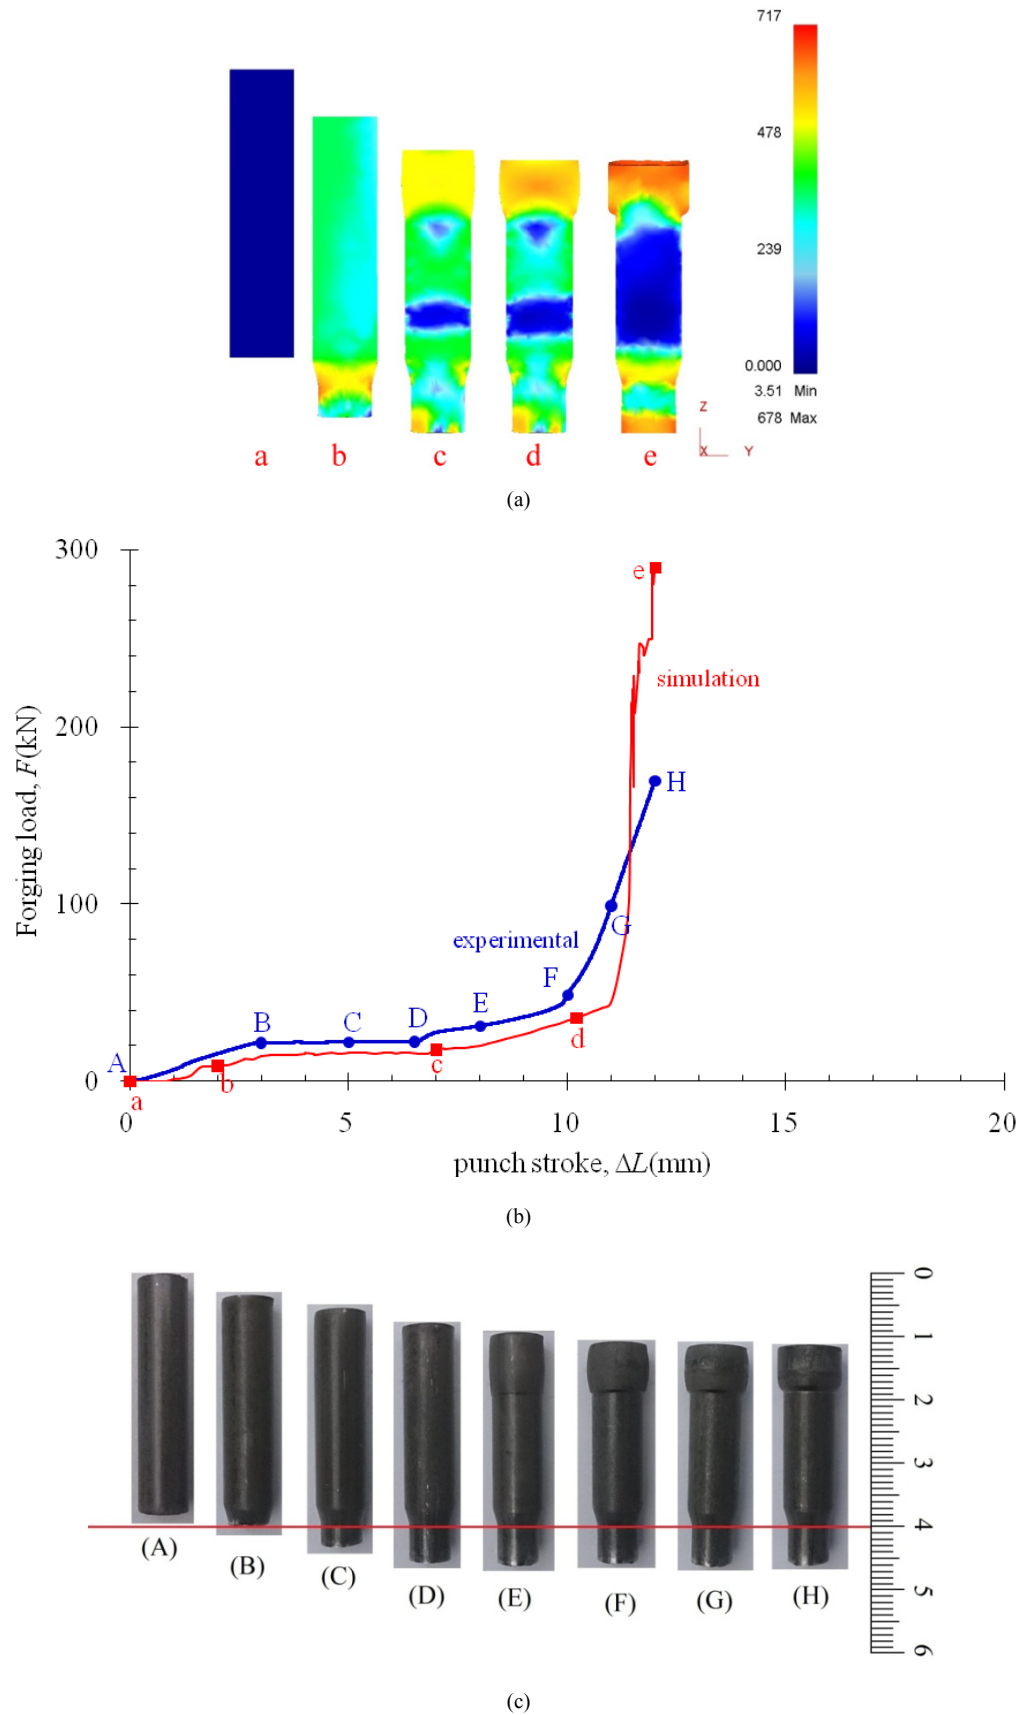 717
478
239
0.000
3.51 Min
678 Max
Z
X Y
a b c d e
(a)
300
200
100
0
Forging load, F(kN)
e
simulation
H
G
experimental
F
E
D
C
B
A
a
b
c
d
0 5 10 15 20
punch stroke, ΔL(mm)
(b)
0
1
2
3
4
5
6
(A) (B) (C) (D) (E) (F) (G) (H)
(c)